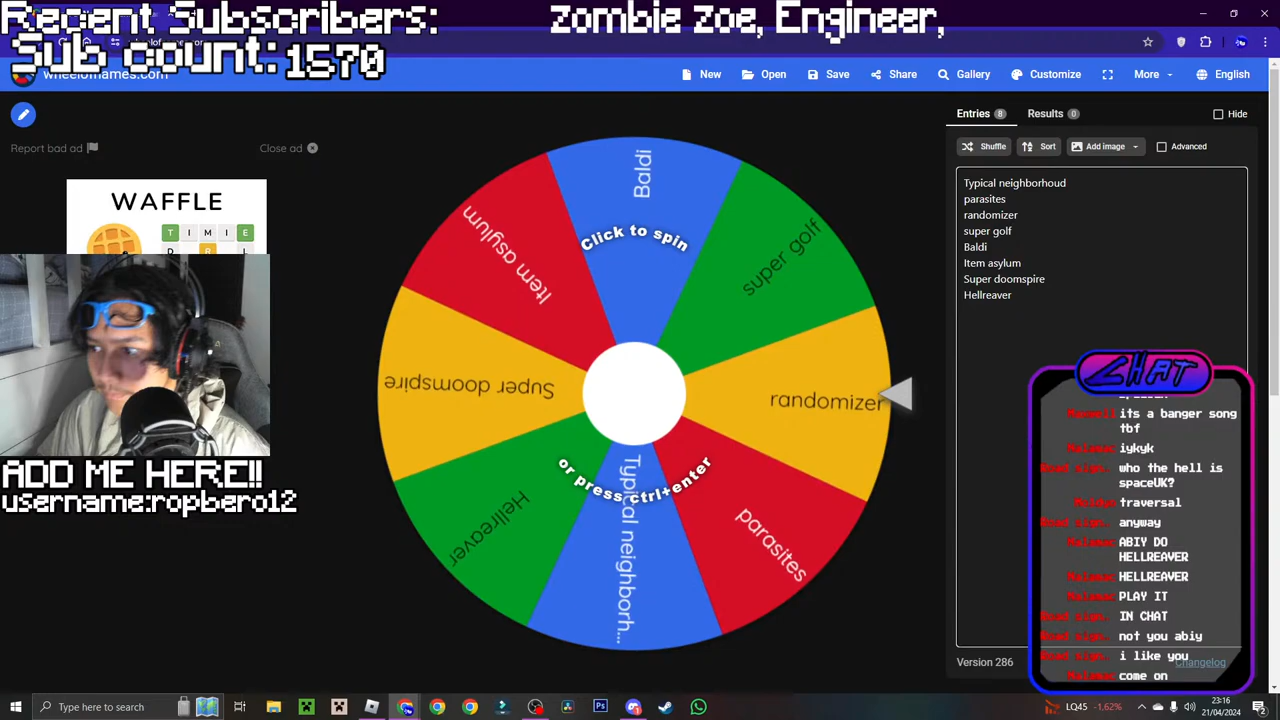 Recent Subscribers:
Zombie Zoe, Engineer,
Sub count: 1570
wheelofnames.com
New
Open
Save
Share
Gallery
Customize
More
English
Report bad ad
Close ad
WAFFLE
T I M I E
D R L
ADD ME HERE!!
username:ropbero12
Baldi
super golf
randomizer
parasites
Typical neighborh...
Hellreaver
Super doomspire
Item asylum
Click to spin
or press ctrl+enter
Entries 8
Results 0
Hide
Shuffle
Sort
Add image
Advanced
Typical neighborhoud
parasites
randomizer
super golf
Baldi
Item asylum
Super doomspire
Hellreaver
CHAT
its a banger song
tbf
iykyk
who the hell is
spaceUK?
traversal
anyway
ABIY DO
HELLREAVER
HELLREAVER
PLAY IT
IN CHAT
not you abiy
i like you
come on
Version 286
Changelog
Type here to search
LQ45 -1,62%
23:16
21/04/2024